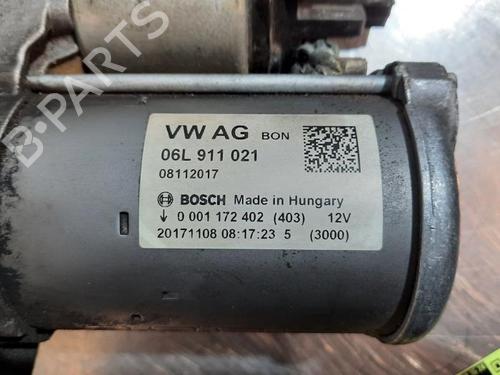 VW AG BON
06L 911 021
08112017
BOSCH Made in Hungary
↓ 0 001 172 402 (403) 12V
20171108 08:17:23 5 (3000)
B-PARTS